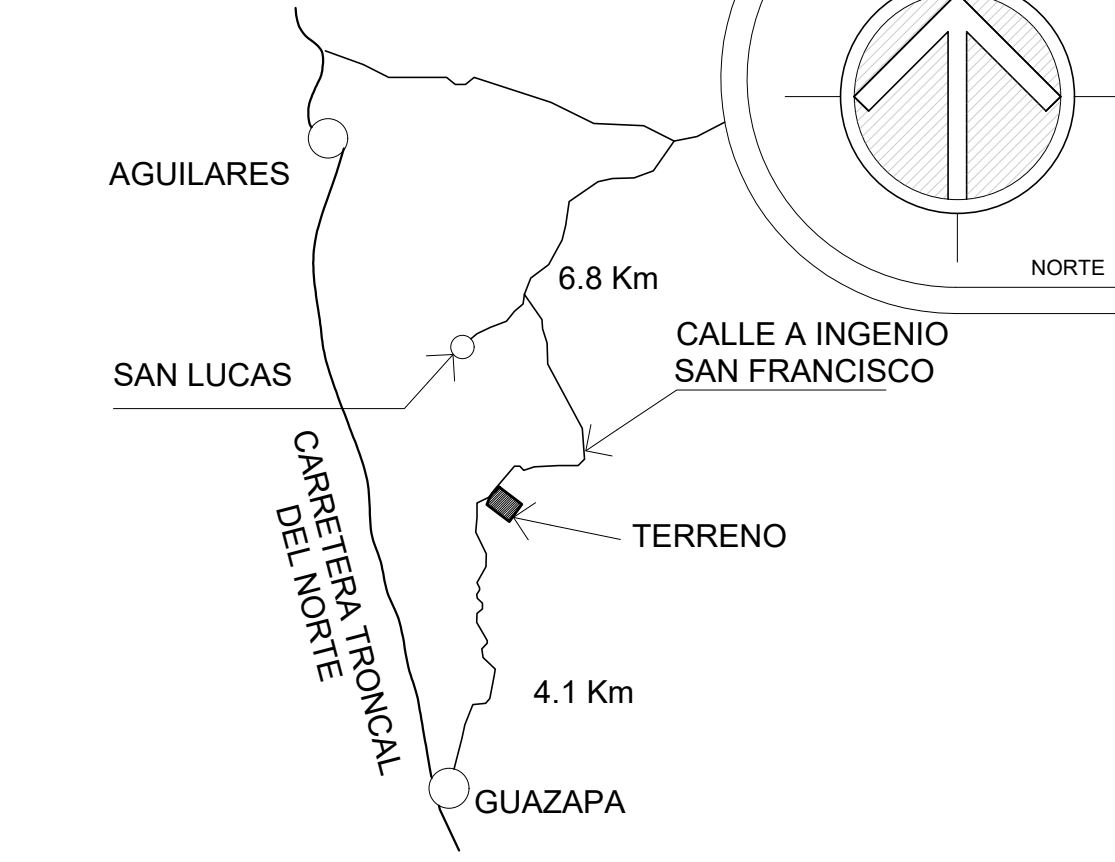 AGUILARES
NORTE
6.8 Km
CALLE A INGENIO
SAN FRANCISCO
SAN LUCAS
CARRETERA TRONCAL
DEL NORTE
TERRENO
4.1 Km
GUAZAPA